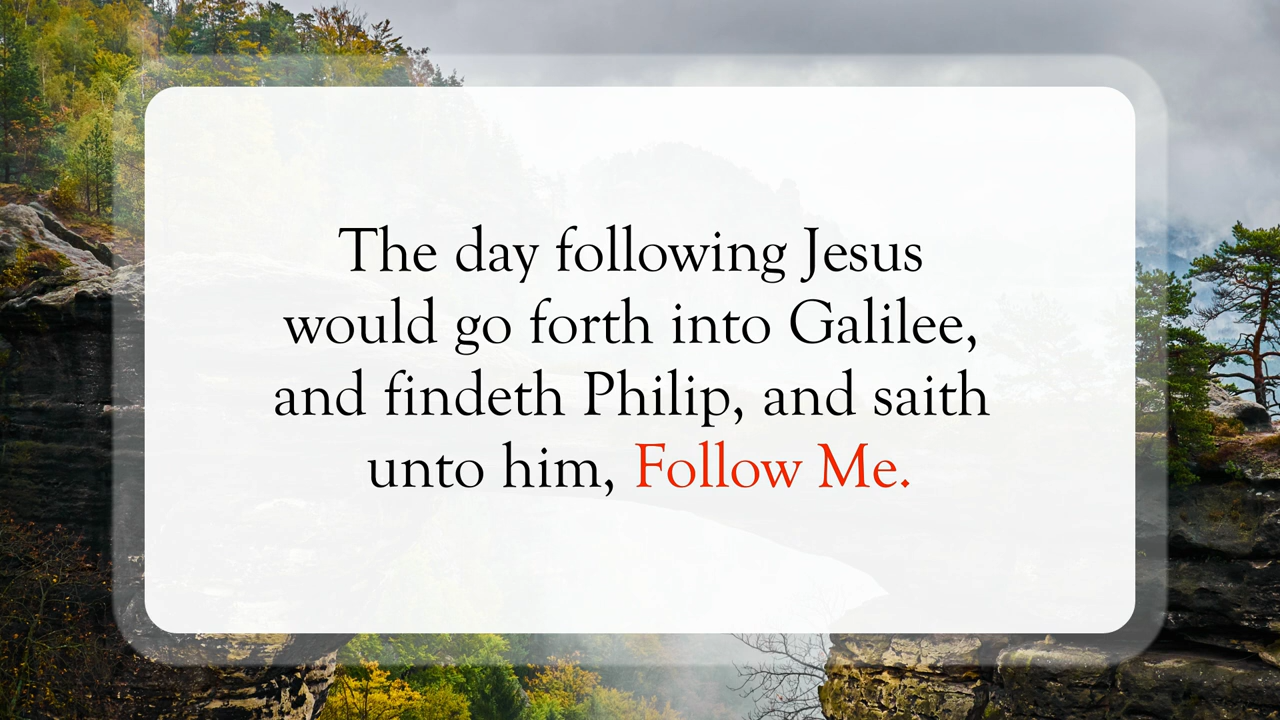 The day following Jesus
would go forth into Galilee,
and findeth Philip, and saith
unto him, Follow Me.